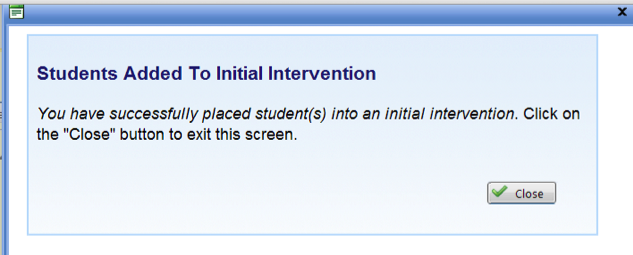 Students Added To Initial Intervention
You have successfully placed student(s) into an initial intervention. Click on
the "Close" button to exit this screen.
Close